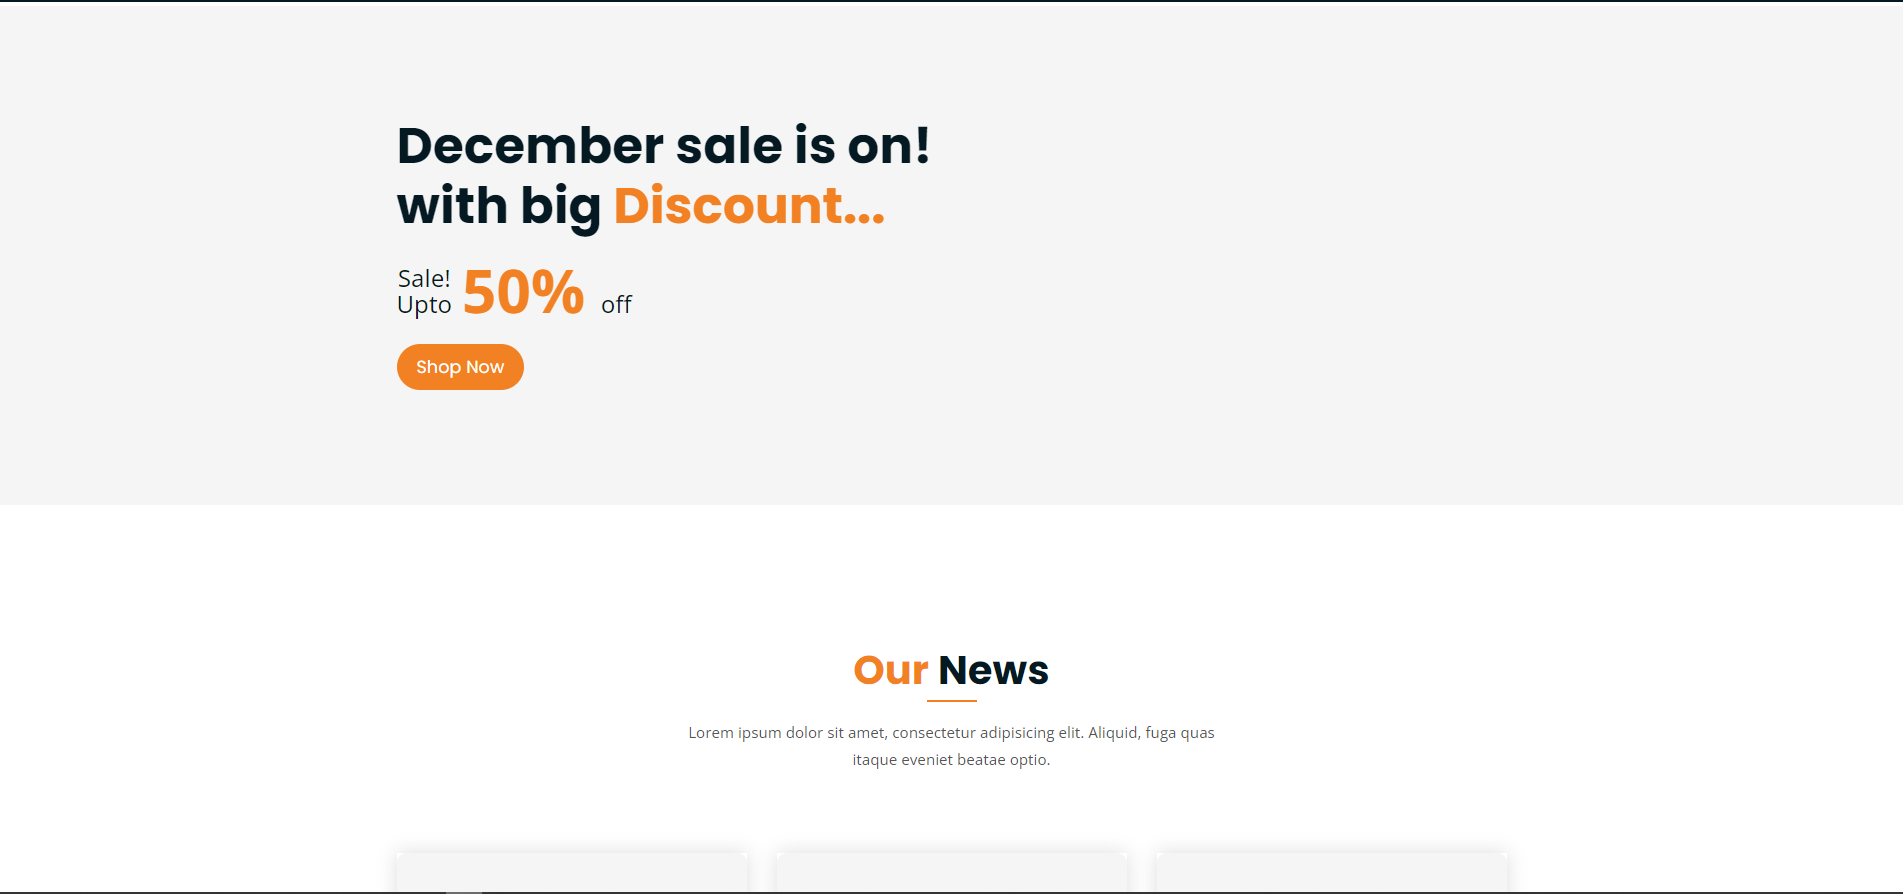 December sale is on!
with big Discount...
Sale!
Upto 50% off
Shop Now
Our News
Lorem ipsum dolor sit amet, consectetur adipisicing elit. Aliquid, fuga quas
itaque eveniet beatae optio.